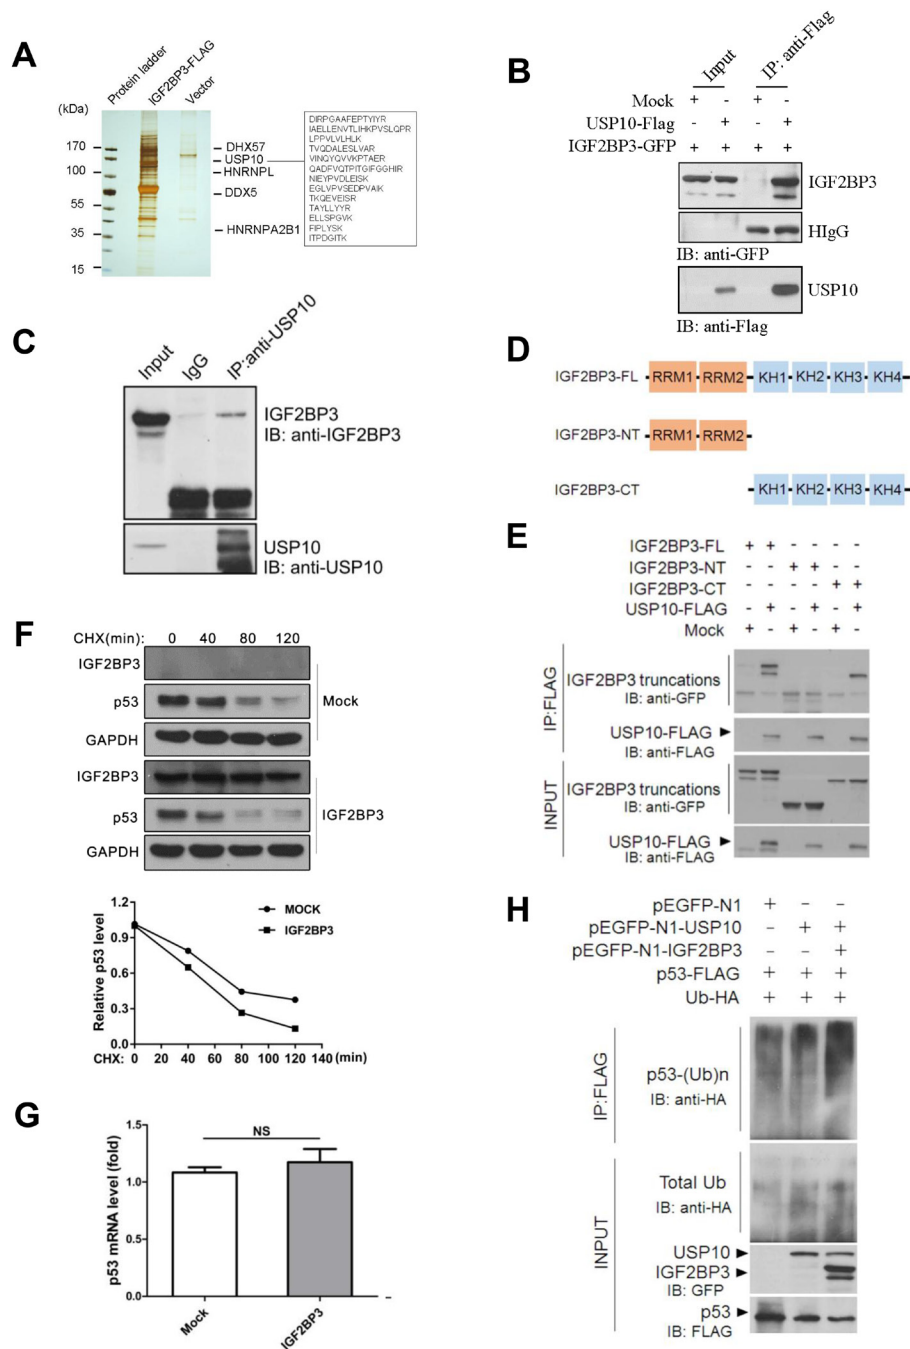 A
Protein ladder
IGF2BP3-FLAG
Vector
(kDa)
170
100
55
35
15
DHX57
USP10
HNRNPL
DDX5
HNRNPA2B1
DIRPGAAFEPTYIYR
IAELLENVTLIHKPVSLQPR
LPPVLVLHLK
TVQDALESLVAR
VINQYQVVKPTAER
QADFVQTPITGIFGGHIR
NIEYPVDLEISK
EGLVPVSEDPVAIK
TKQEVEISR
TAYLLYYR
ELLSPGVK
FIPLYSK
ITPDGITK
B
Input
IP: anti-Flag
Mock + - + -
USP10-Flag - + - +
IGF2BP3-GFP + + + +
IGF2BP3
HIgG
IB: anti-GFP
USP10
IB: anti-Flag
C
Input
IgG
IP:anti-USP10
IGF2BP3
IB: anti-IGF2BP3
USP10
IB: anti-USP10
D
IGF2BP3-FL RRM1 RRM2 KH1 KH2 KH3 KH4
IGF2BP3-NT RRM1 RRM2
IGF2BP3-CT KH1 KH2 KH3 KH4
E
IGF2BP3-FL + + - - - -
IGF2BP3-NT - - + + - -
IGF2BP3-CT - - - - + +
USP10-FLAG - + - + - +
Mock + - + - + -
IP:FLAG
IGF2BP3 truncations
IB: anti-GFP
USP10-FLAG
IB: anti-FLAG
INPUT
IGF2BP3 truncations
IB: anti-GFP
USP10-FLAG
IB: anti-FLAG
F
CHX(min): 0 40 80 120
IGF2BP3
p53
Mock
GAPDH
IGF2BP3
p53
IGF2BP3
GAPDH
Relative p53 level
1.2
0.9
0.6
0.3
0.0
MOCK
IGF2BP3
CHX: 0 20 40 60 80 100 120 140 (min)
G
p53 mRNA level (fold)
1.5
1.0
0.5
0.0
NS
Mock
IGF2BP3
H
pEGFP-N1 + - -
pEGFP-N1-USP10 - + +
pEGFP-N1-IGF2BP3 - - +
p53-FLAG + + +
Ub-HA + + +
IP:FLAG
p53-(Ub)n
IB: anti-HA
INPUT
Total Ub
IB: anti-HA
USP10
IGF2BP3
IB: GFP
p53
IB: FLAG